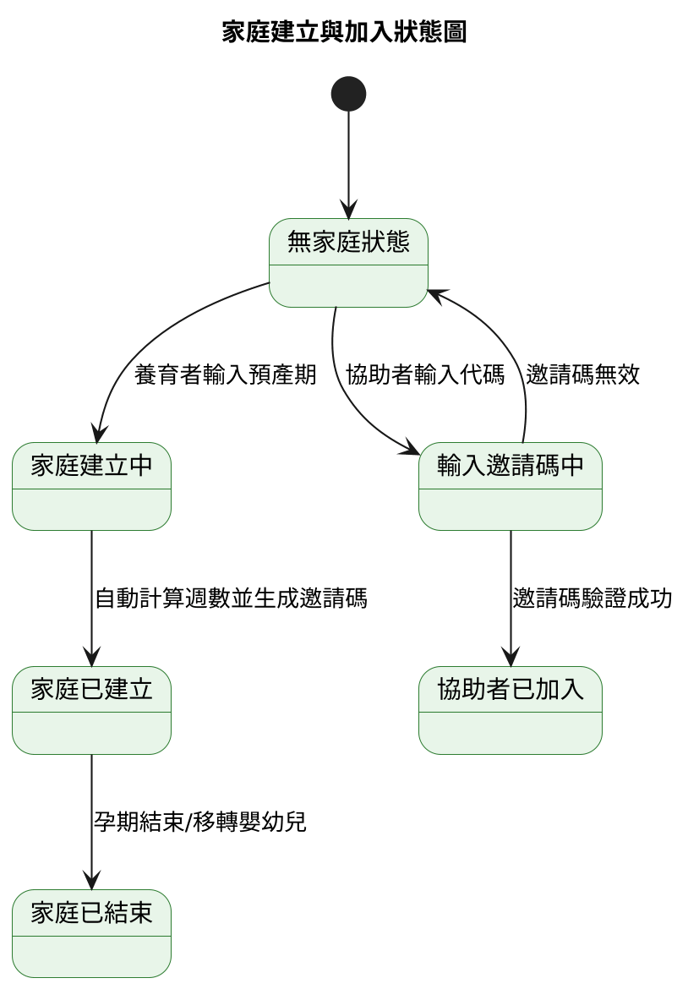 家庭建立與加入狀態圖
無家庭狀態
養育者輸入預產期
協助者輸入代碼
邀請碼無效
家庭建立中
輸入邀請碼中
自動計算週數並生成邀請碼
邀請碼驗證成功
家庭已建立
協助者已加入
孕期結束/移轉嬰幼兒
家庭已結束